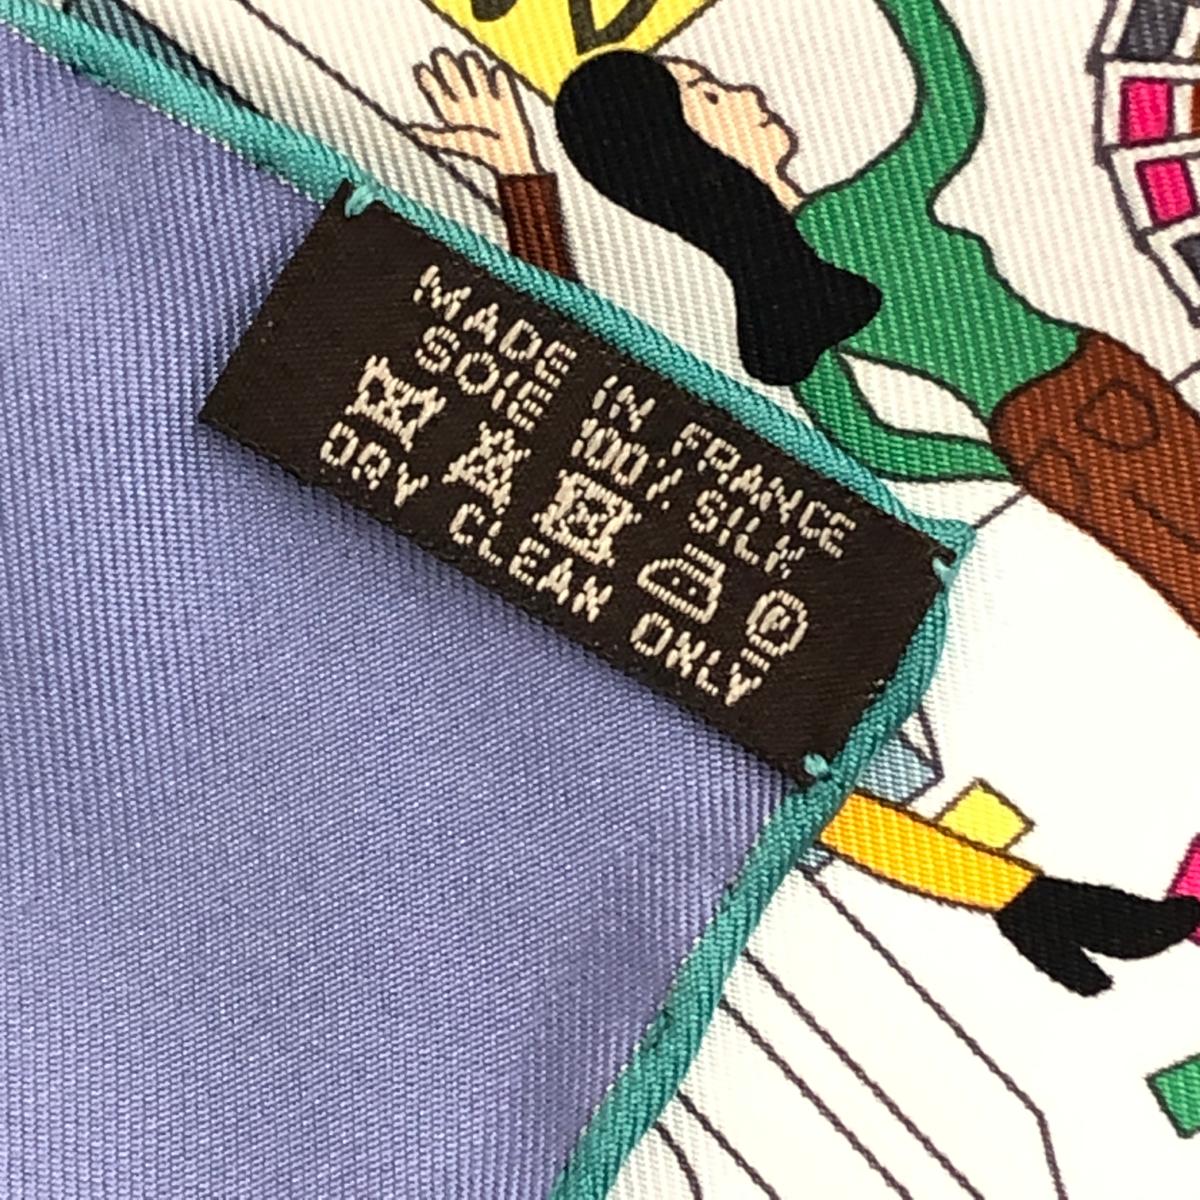 MADE IN FRANCE
SOIE 100% SILK
P
DRY CLEAN ONLY